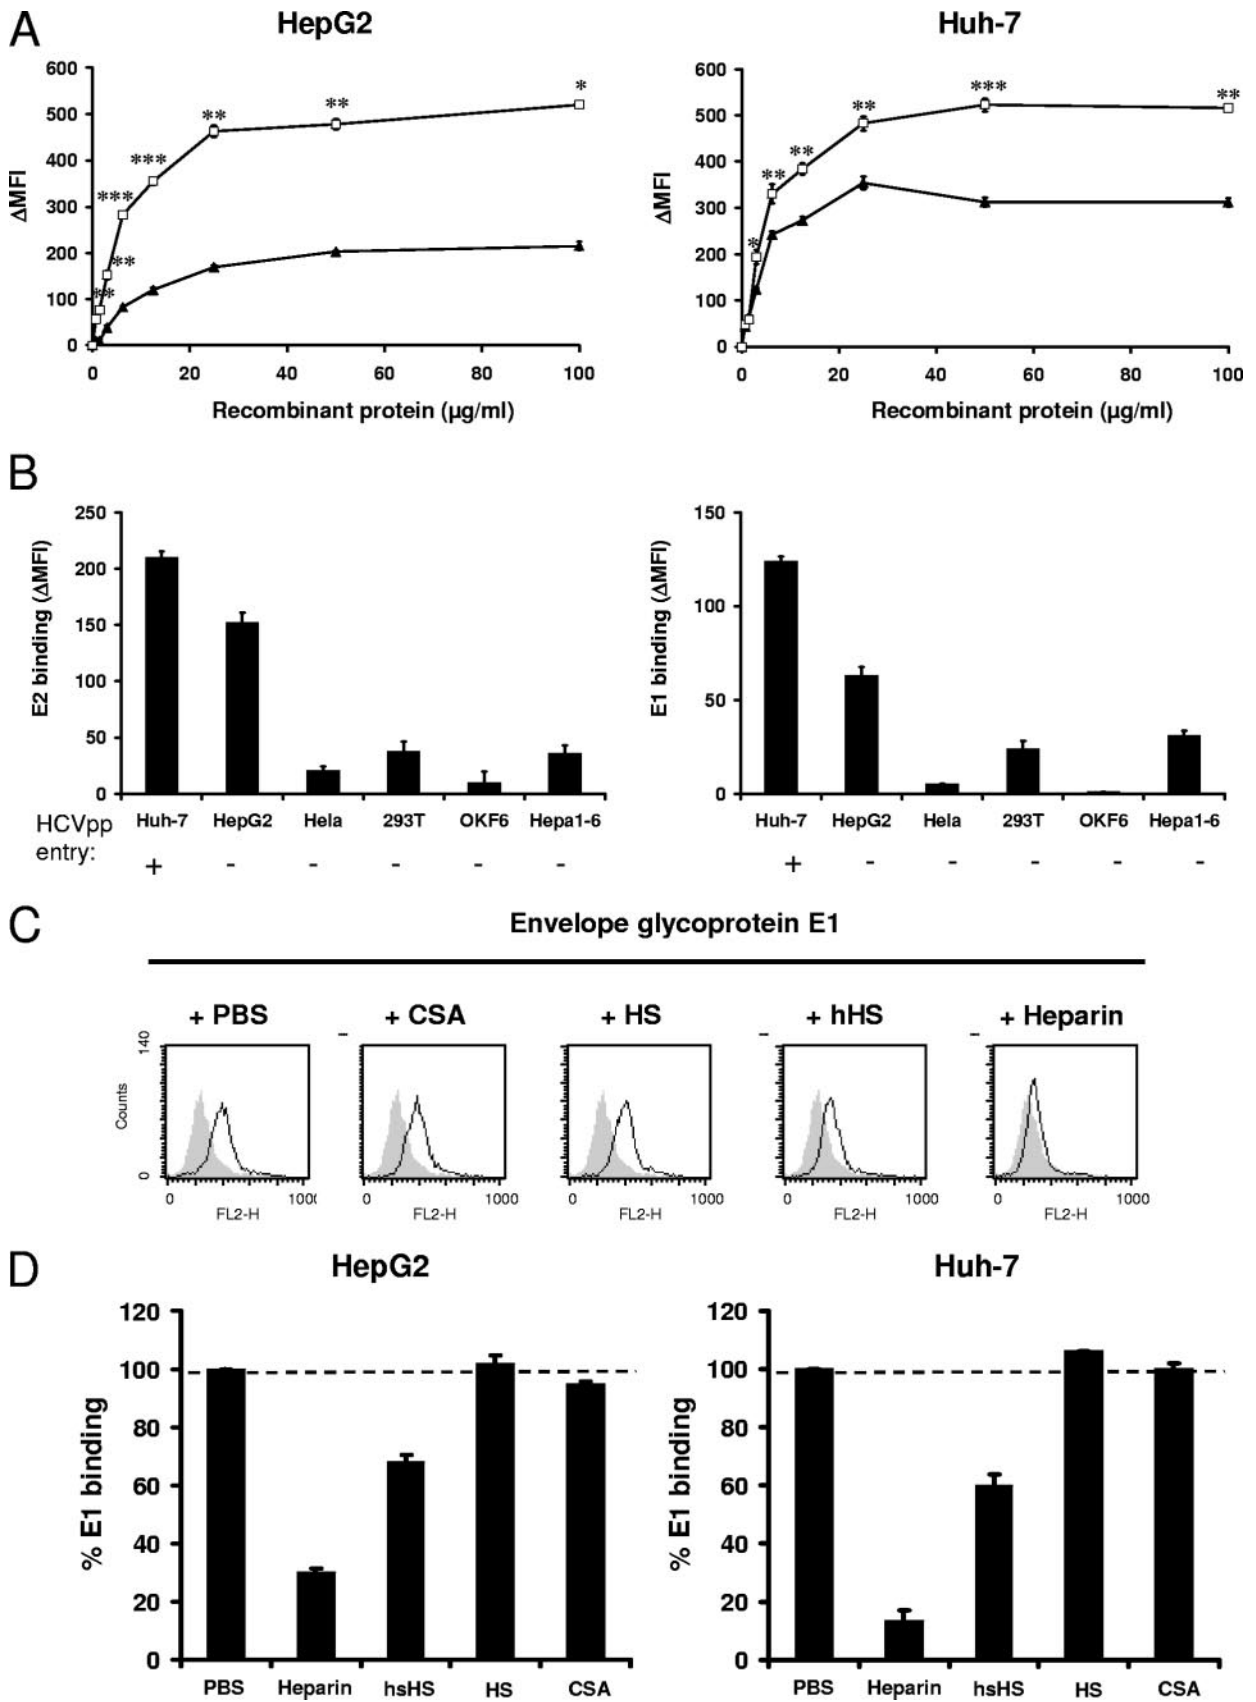 A
HepG2
Huh-7
600
500
400
300
200
100
0
ΔMFI
** *** *** ** ** ** *
0 20 40 60 80 100
Recombinant protein (µg/ml)
600
500
400
300
200
100
0
ΔMFI
* ** ** ** *** **
0 20 40 60 80 100
Recombinant protein (µg/ml)
B
250
200
150
100
50
0
E2 binding (ΔMFI)
150
100
50
0
E1 binding (ΔMFI)
HCVpp entry:
Huh-7 HepG2 Hela 293T OKF6 Hepa1-6
+ - - - - -
Huh-7 HepG2 Hela 293T OKF6 Hepa1-6
+ - - - - -
C
Envelope glycoprotein E1
+ PBS + CSA + HS + hHS + Heparin
140
Counts
0
0 1000 0 1000 0 1000 0 1000 0 1000
FL2-H FL2-H FL2-H FL2-H FL2-H
D
HepG2
Huh-7
120
100
80
60
40
20
0
% E1 binding
PBS Heparin hsHS HS CSA
120
100
80
60
40
20
0
% E1 binding
PBS Heparin hsHS HS CSA